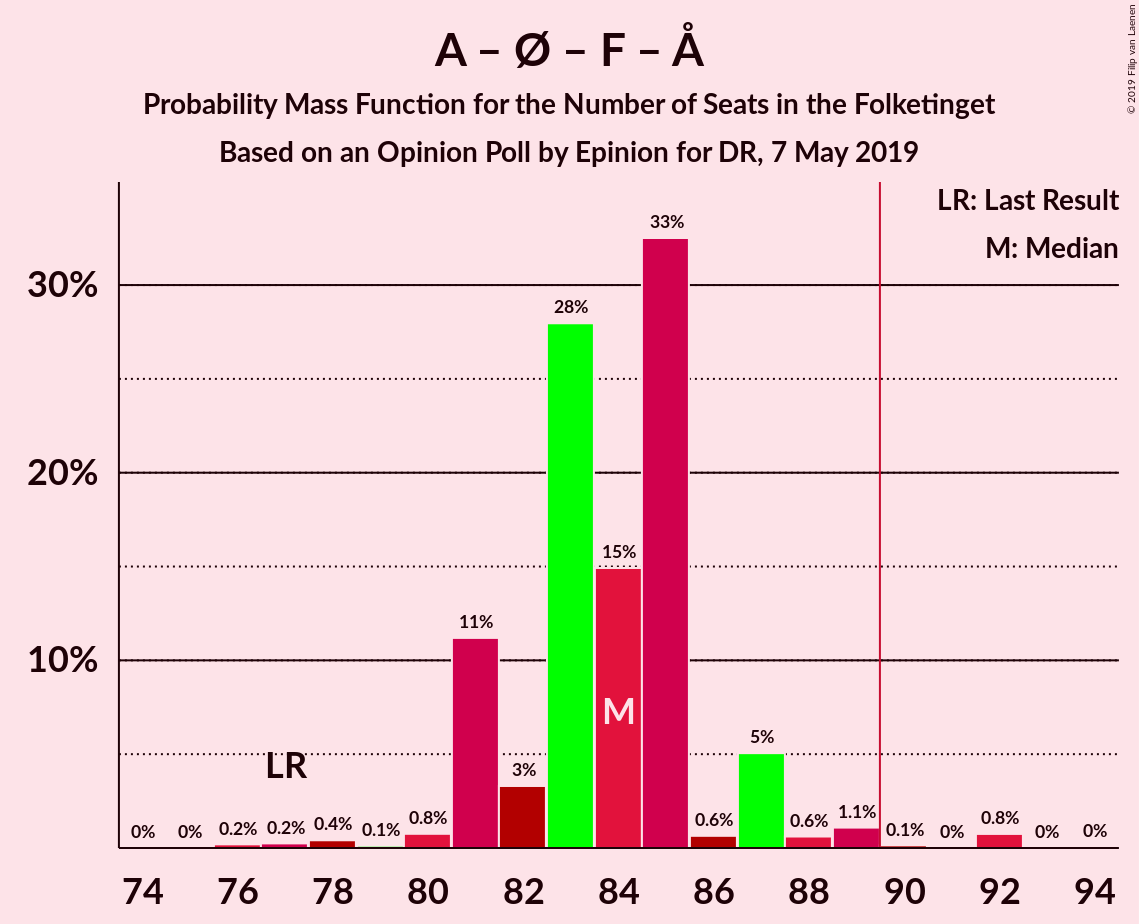 A – Ø – F – Å
Probability Mass Function for the Number of Seats in the Folketinget
Based on an Opinion Poll by Epinion for DR, 7 May 2019
© 2019 Filip van Laenen
LR: Last Result
M: Median
30%
20%
10%
0%
0%
0.2%
0.2%
0.4%
0.1%
0.8%
11%
3%
28%
15%
33%
0.6%
5%
0.6%
1.1%
0.1%
0%
0.8%
0%
0%
LR
M
74 76 78 80 82 84 86 88 90 92 94